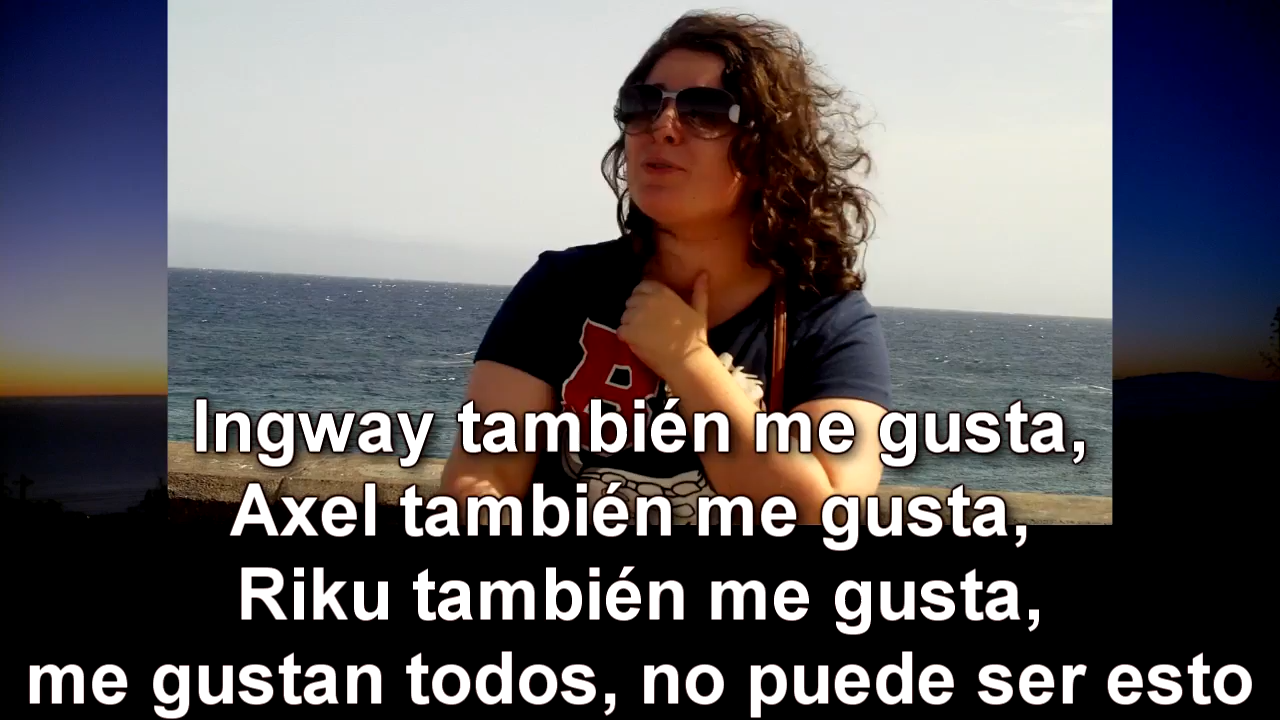 Ingway también me gusta,
Axel también me gusta,
Riku también me gusta,
me gustan todos, no puede ser esto